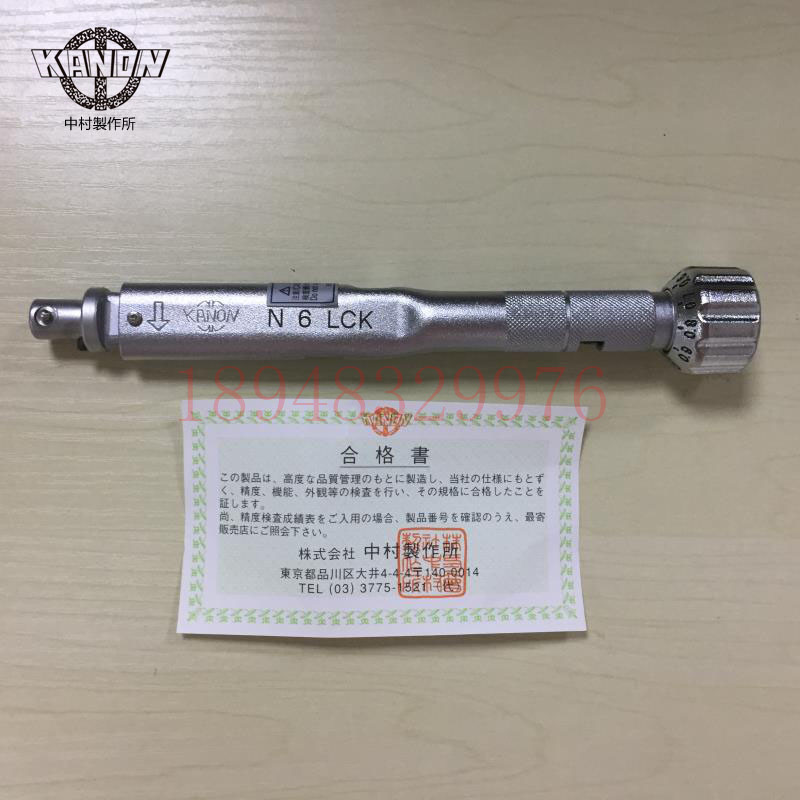 KANON
中村製作所
KANON
N 6 LCK
0.8
0.9
18948329976
KANON
合格書
この製品は、高度な品質管理のもとに製造し、当社の仕様にもとず
く、精度、機能、外観等の検査を行い、その規格に合格したことを
証します。
尚、精度検査成績表をご入用の場合、製品番号を確認のうえ、最寄
販売店にご照会下さい。
株式会社 中村製作所
東京都品川区大井4-4-4〒140-0014
TEL (03) 3775-1521 (代)